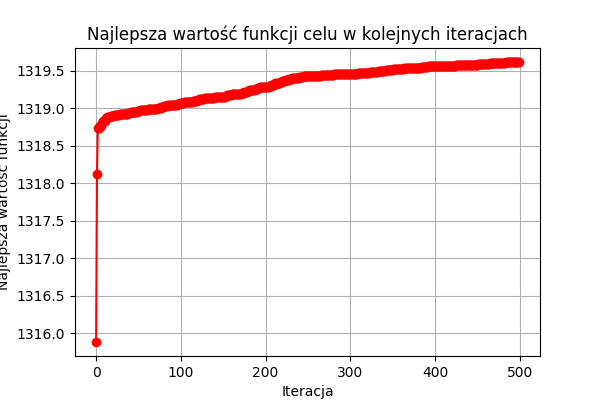 Najlepsza wartość funkcji celu w kolejnych iteracjach
Najlepsza wartość funkcji
1319.5
1319.0
1318.5
1318.0
1317.5
1317.0
1316.5
1316.0
0 100 200 300 400 500
Iteracja